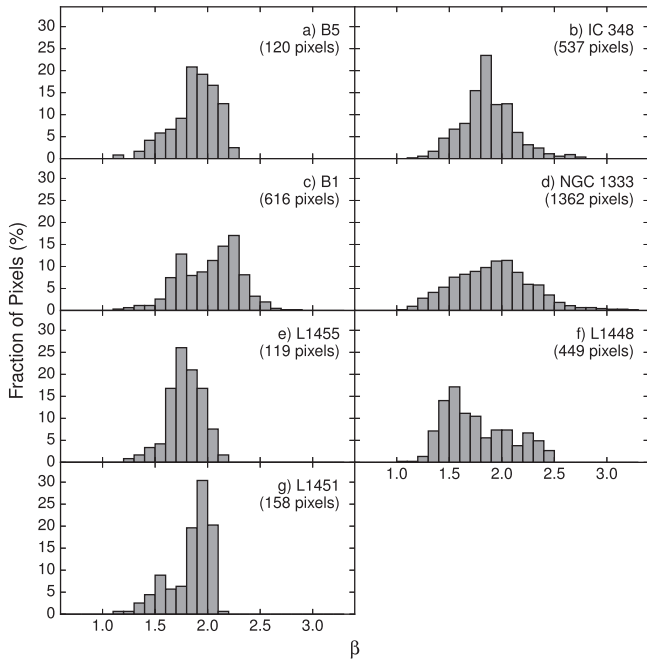 a) B5
(120 pixels)
b) IC 348
(537 pixels)
30
25
20
15
10
5
0
c) B1
(616 pixels)
d) NGC 1333
(1362 pixels)
30
25
20
15
10
5
0
Fraction of Pixels (%)
e) L1455
(119 pixels)
f) L1448
(449 pixels)
30
25
20
15
10
5
0
1.0 1.5 2.0 2.5 3.0
g) L1451
(158 pixels)
30
25
20
15
10
5
0
1.0 1.5 2.0 2.5 3.0
β